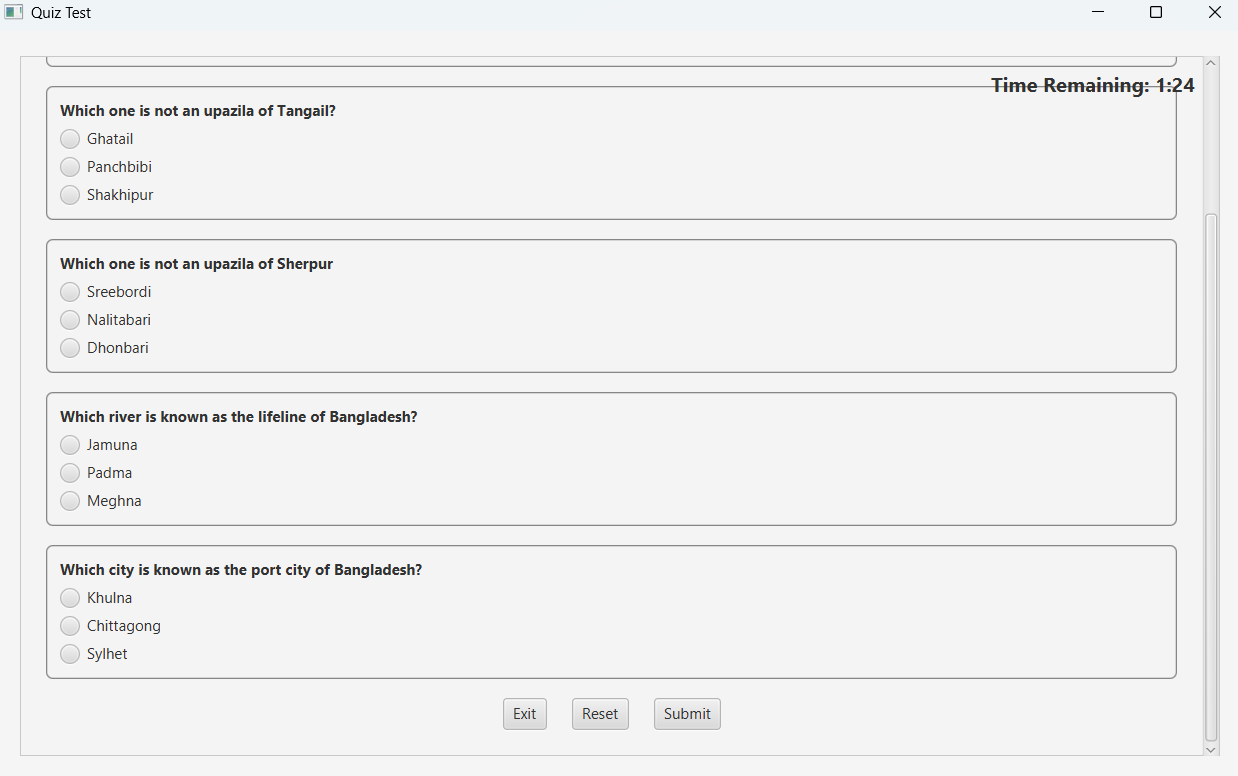 Quiz Test
Time Remaining: 1:24
Which one is not an upazila of Tangail?
Ghatail
Panchbibi
Shakhipur
Which one is not an upazila of Sherpur
Sreebordi
Nalitabari
Dhonbari
Which river is known as the lifeline of Bangladesh?
Jamuna
Padma
Meghna
Which city is known as the port city of Bangladesh?
Khulna
Chittagong
Sylhet
Exit Reset Submit